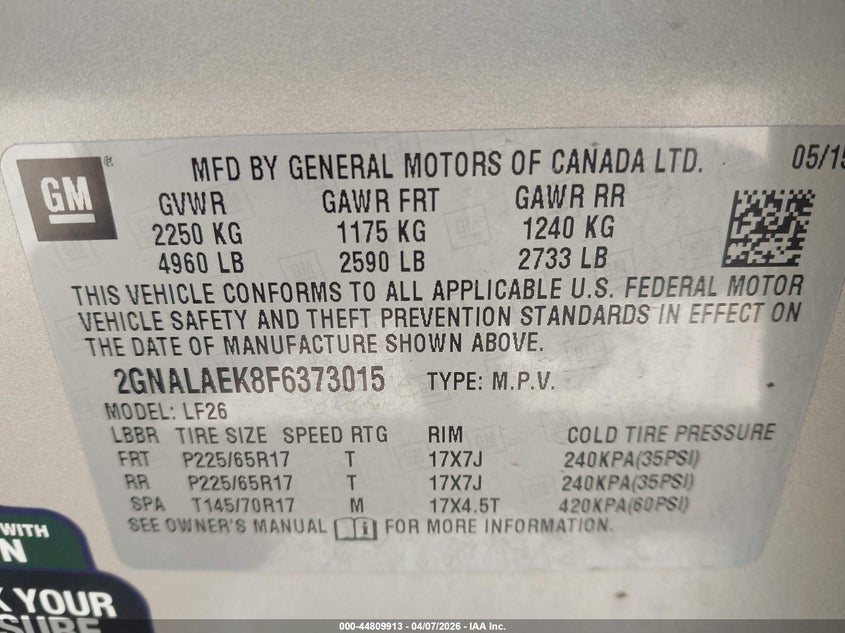 GM
MFD BY GENERAL MOTORS OF CANADA LTD. 05/15
GVWR GAWR FRT GAWR RR
2250 KG 1175 KG 1240 KG
4960 LB 2590 LB 2733 LB
THIS VEHICLE CONFORMS TO ALL APPLICABLE U.S. FEDERAL MOTOR
VEHICLE SAFETY AND THEFT PREVENTION STANDARDS IN EFFECT ON
THE DATE OF MANUFACTURE SHOWN ABOVE.
2GNALAEK8F6373015 TYPE: M.P.V.
MODEL: LF26
LBBR TIRE SIZE SPEED RTG RIM COLD TIRE PRESSURE
FRT P225/65R17 T 17X7J 240KPA(35PSI)
RR P225/65R17 T 17X7J 240KPA(35PSI)
SPA T145/70R17 M 17X4.5T 420KPA(60PSI)
SEE OWNER'S MANUAL i FOR MORE INFORMATION.
WITH
N
K YOUR
SSURE
000-44809913 - 04/07/2026 - IAA Inc.